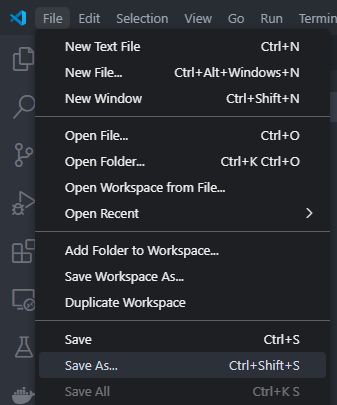 File Edit Selection View Go Run Termin
New Text File Ctrl+N
New File... Ctrl+Alt+Windows+N
New Window Ctrl+Shift+N
Open File... Ctrl+O
Open Folder... Ctrl+K Ctrl+O
Open Workspace from File...
Open Recent
Add Folder to Workspace...
Save Workspace As...
Duplicate Workspace
Save Ctrl+S
Save As... Ctrl+Shift+S
Save All Ctrl+K S